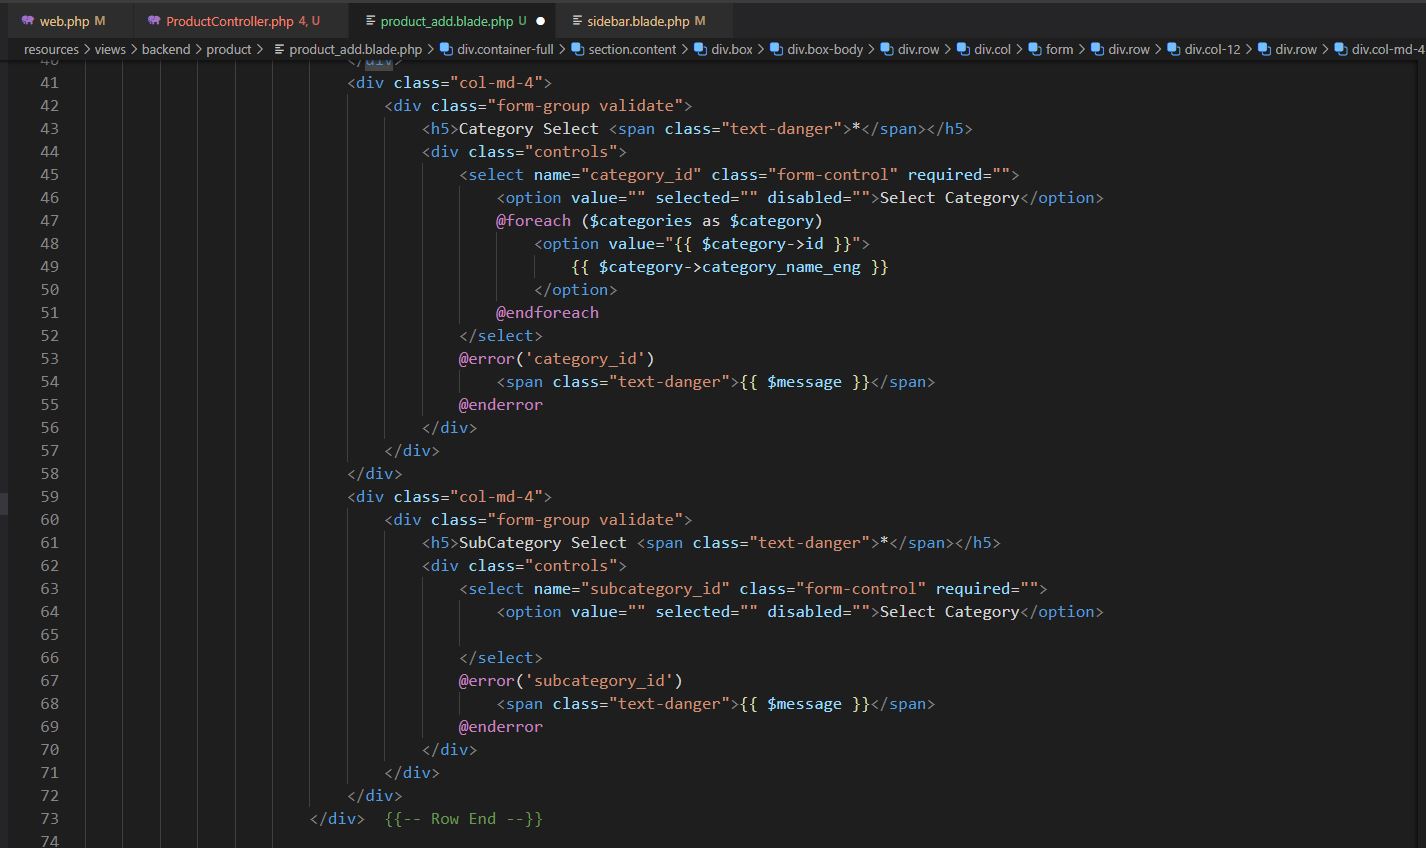 web.php M ProductController.php 4, U product_add.blade.php U sidebar.blade.php M
resources > views > backend > product > product_add.blade.php > div.container-full > section.content > div.box > div.box-body > div.row > div.col > form > div.row > div.col-12 > div.row > div.col-md-4
40 </div>
41 <div class="col-md-4">
42 <div class="form-group validate">
43 <h5>Category Select <span class="text-danger">*</span></h5>
44 <div class="controls">
45 <select name="category_id" class="form-control" required="">
46 <option value="" selected="" disabled="">Select Category</option>
47 @foreach ($categories as $category)
48 <option value="{{ $category->id }}">
49 {{ $category->category_name_eng }}
50 </option>
51 @endforeach
52 </select>
53 @error('category_id')
54 <span class="text-danger">{{ $message }}</span>
55 @enderror
56 </div>
57 </div>
58 </div>
59 <div class="col-md-4">
60 <div class="form-group validate">
61 <h5>SubCategory Select <span class="text-danger">*</span></h5>
62 <div class="controls">
63 <select name="subcategory_id" class="form-control" required="">
64 <option value="" selected="" disabled="">Select Category</option>
65
66 </select>
67 @error('subcategory_id')
68 <span class="text-danger">{{ $message }}</span>
69 @enderror
70 </div>
71 </div>
72 </div>
73 </div> {{-- Row End --}}
74